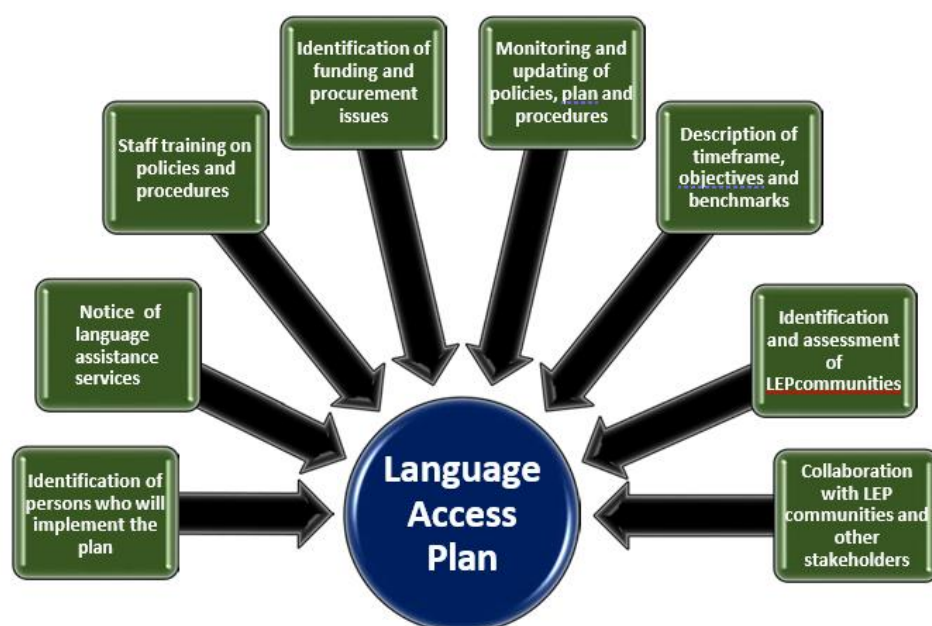 Identification of
funding and
procurement
issues
Monitoring and
updating of
policies, plan and
procedures
Staff training on
policies and
procedures
Description of
timeframe,
objectives and
benchmarks
Notice of
language
assistance
services
Identification
and assessment
of
LEPcommunities
Identification of
persons who will
implement the
plan
Language
Access
Plan
Collaboration
with LEP
communities and
other
stakeholders